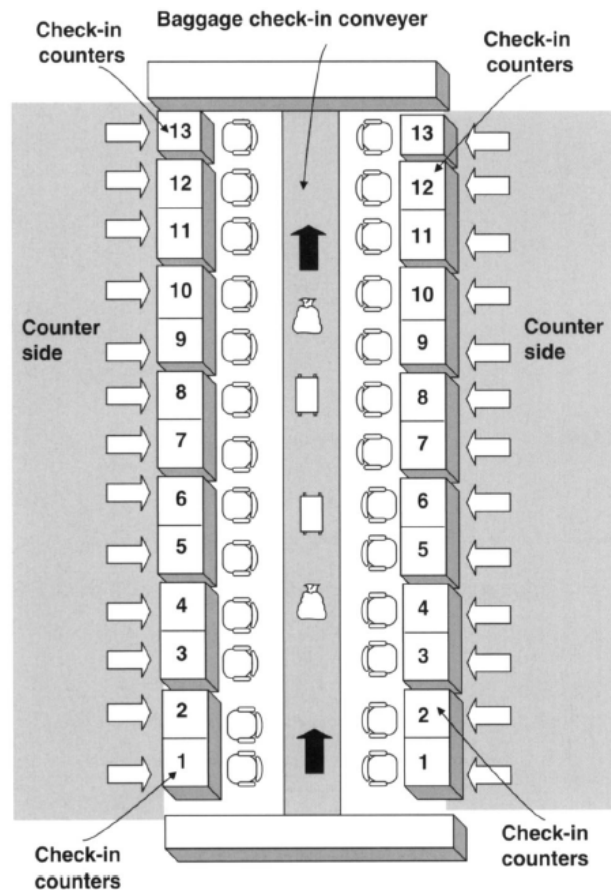 Baggage check-in conveyer
Check-in
counters
Check-in
counters
13
13
12
12
11
11
10
10
Counter
side
9
9
Counter
side
8
8
7
7
6
6
5
5
4
4
3
3
2
2
1
1
Check-in
counters
Check-in
counters